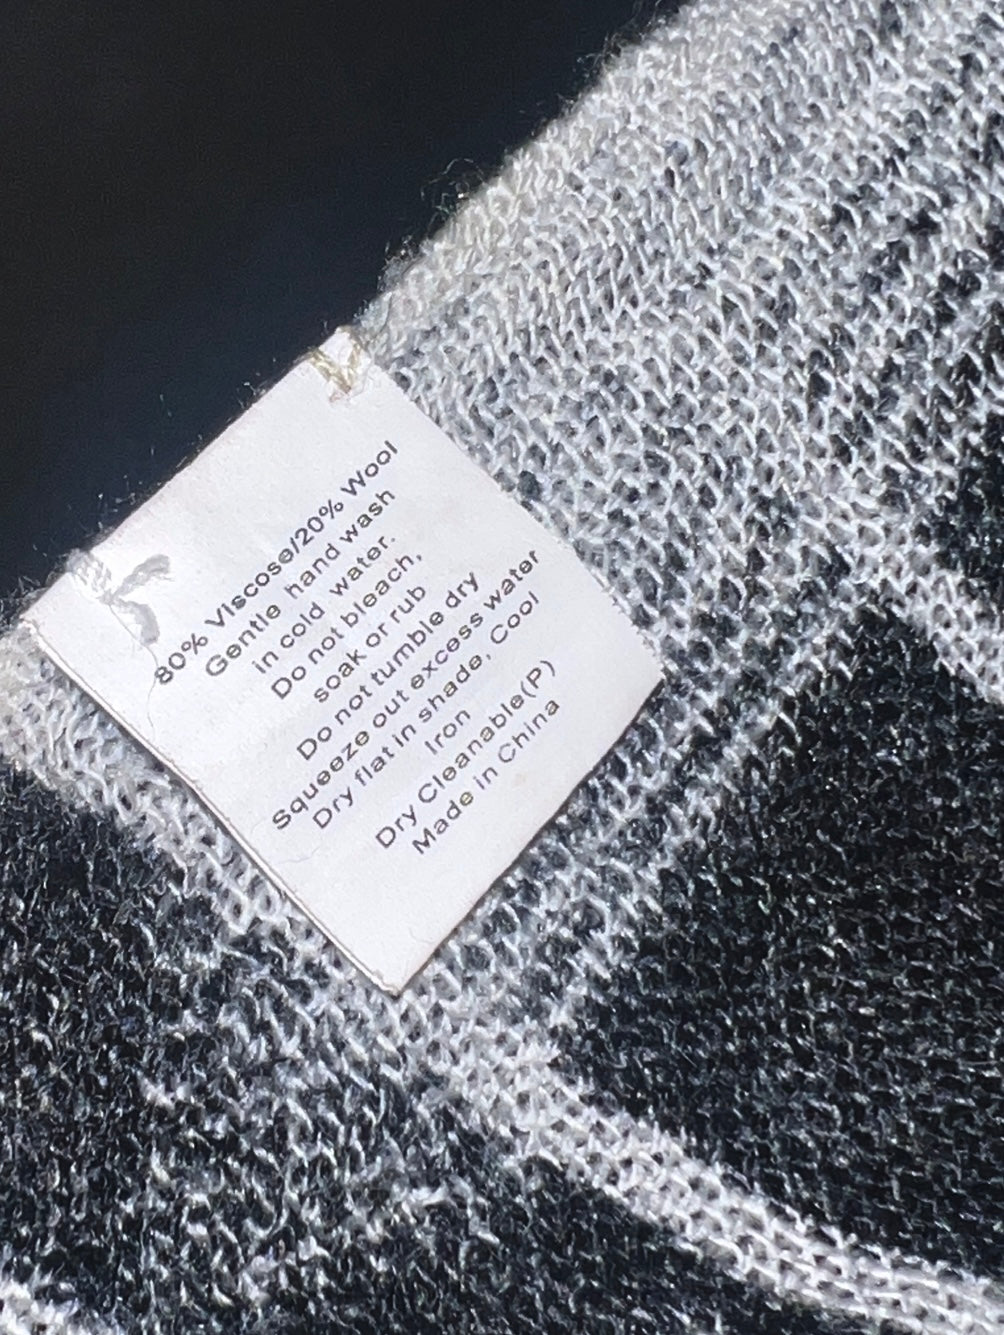 80% Viscose/20% Wool
Gentle hand wash
in cold water.
Do not bleach,
soak or rub
Do not tumble dry
Squeeze out excess water
Dry flat in shade, Cool
Iron
Dry Cleanable(P)
Made in China